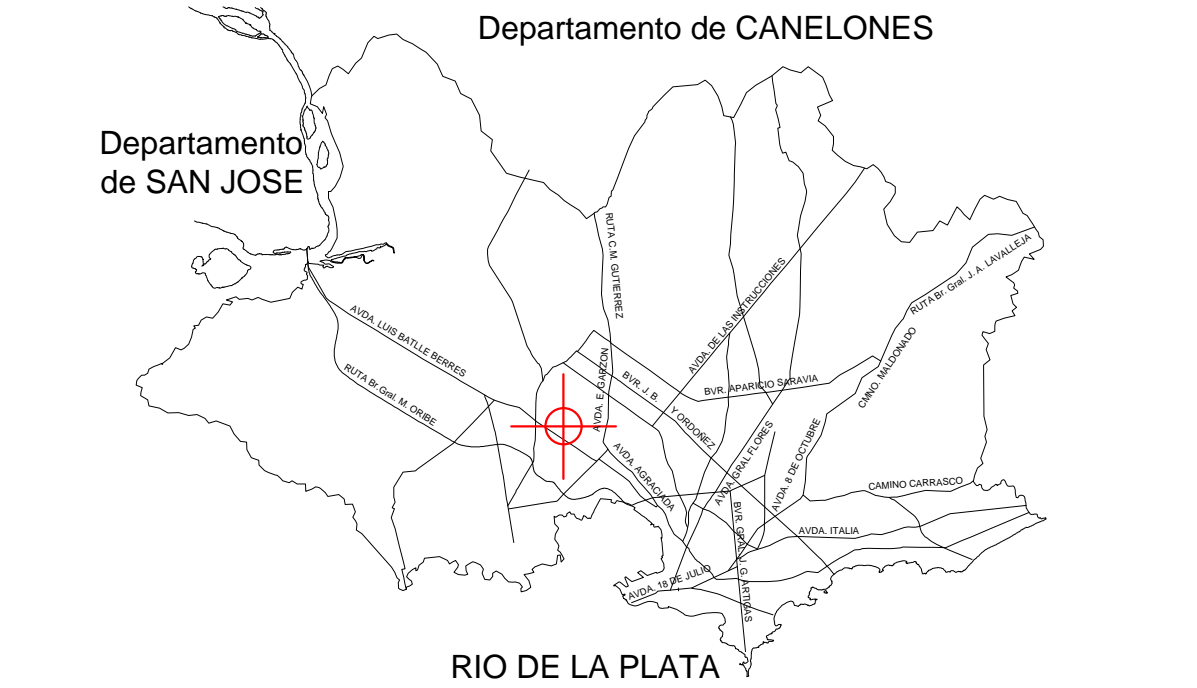 Departamento de CANELONES
Departamento
de SAN JOSE
RUTA C.M. GUTIERREZ
AVDA. DE LAS INSTRUCCIONES
RUTA Br. Gral. J. A. LAVALLEJA
AVDA. LUIS BATLLE BERRES
RUTA Br Gral. M. ORIBE
AVDA. E. GARZON
BVR. J. B.
Y ORDOÑEZ
BVR. APARICIO SARAVIA
CMNO. MALDONADO
AVDA. AGRACIADA
AVDA. GRAL FLORES
AVDA. 8 DE OCTUBRE
CAMINO CARRASCO
AVDA. ITALIA
BVR. GRAL. J. G. ARTIGAS
AVDA. 18 DE JULIO
RIO DE LA PLATA